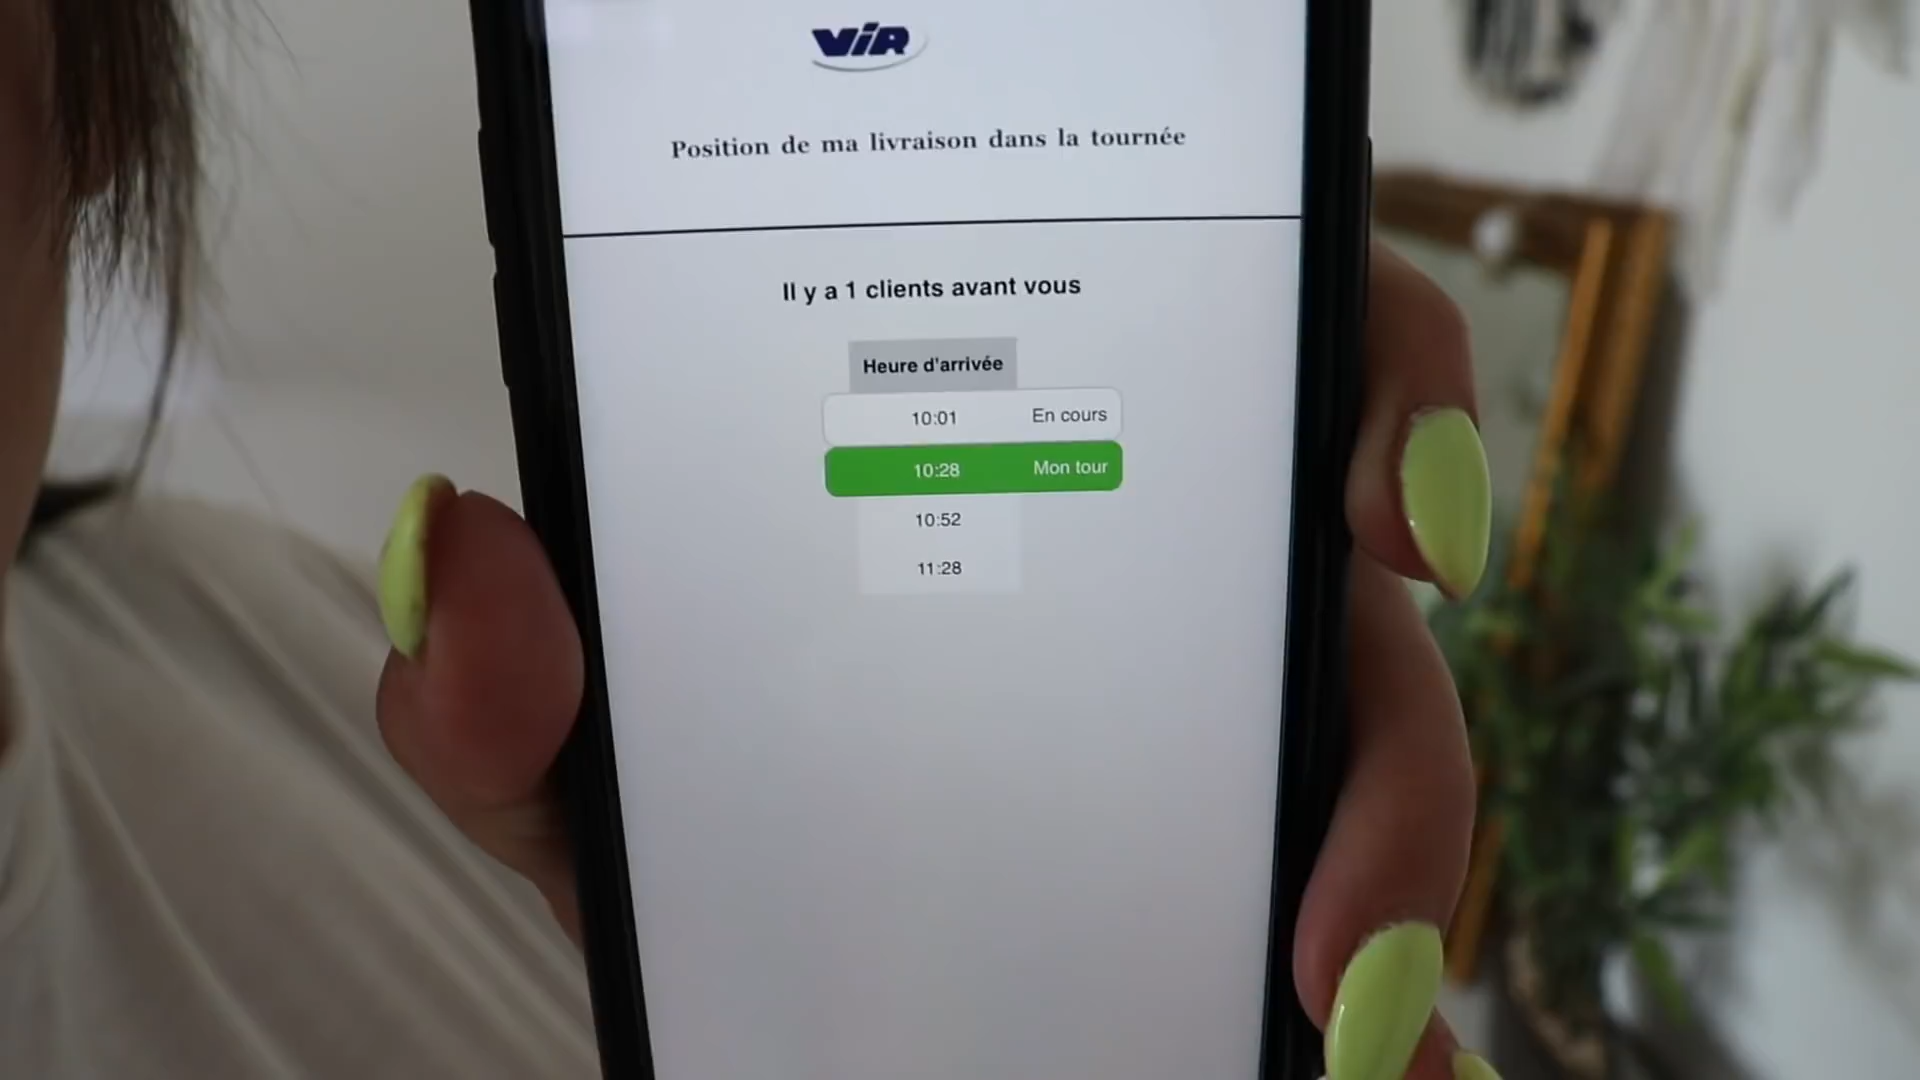 VIR
Position de ma livraison dans la tournée
Il y a 1 clients avant vous
Heure d'arrivée
10:01 En cours
10:28 Mon tour
10:52
11:28